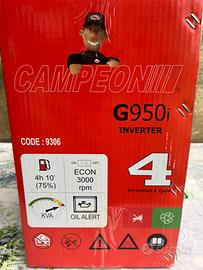 CAMPEON
G950i
INVERTER
CODE : 9306
4h 10'
(75%)
ON
OFF
ECON
3000
rpm
4
KVA
OIL ALERT